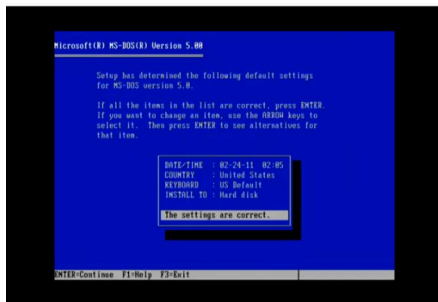 Microsoft(R) MS-DOS(R) Version 5.00
Setup has determined the following default settings
for MS-DOS version 5.0.
If all the items in the list are correct, press ENTER.
If you want to change an item, use the ARROW keys to
select it. Then press ENTER to see alternatives for
that item.
DATE/TIME : 02-24-11 02:05
COUNTRY : United States
KEYBOARD : US Default
INSTALL TO : Hard disk
The settings are correct.
ENTER=Continue F1=Help F3=Exit